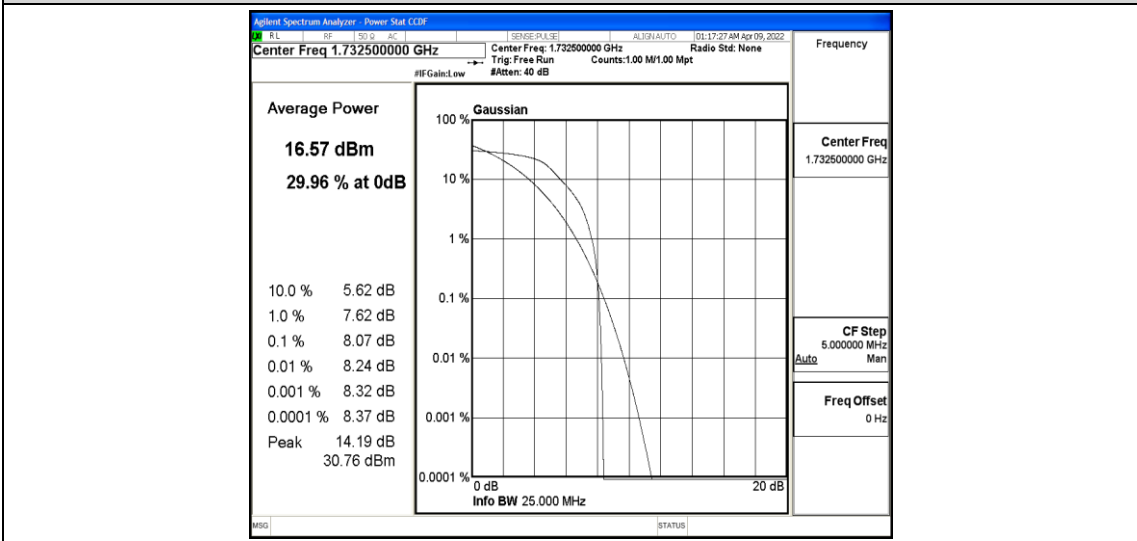 Agilent Spectrum Analyzer - Power Stat CCDF
RL RF 50 Ω AC SENSE:PULSE ALIGN AUTO 01:17:27 AM Apr 09, 2022
Center Freq 1.732500000 GHz
Center Freq: 1.732500000 GHz Radio Std: None
Trig: Free Run Counts:1.00 M/1.00 Mpt
#IFGain:Low #Atten: 40 dB
Frequency
Average Power
16.57 dBm
29.96 % at 0dB
10.0 % 5.62 dB
1.0 % 7.62 dB
0.1 % 8.07 dB
0.01 % 8.24 dB
0.001 % 8.32 dB
0.0001 % 8.37 dB
Peak 14.19 dB
30.76 dBm
Gaussian
100 %
10 %
1 %
0.1 %
0.01 %
0.001 %
0.0001 %
0 dB 20 dB
Info BW 25.000 MHz
Center Freq
1.732500000 GHz
CF Step
5.000000 MHz
Auto Man
Freq Offset
0 Hz
MSG STATUS